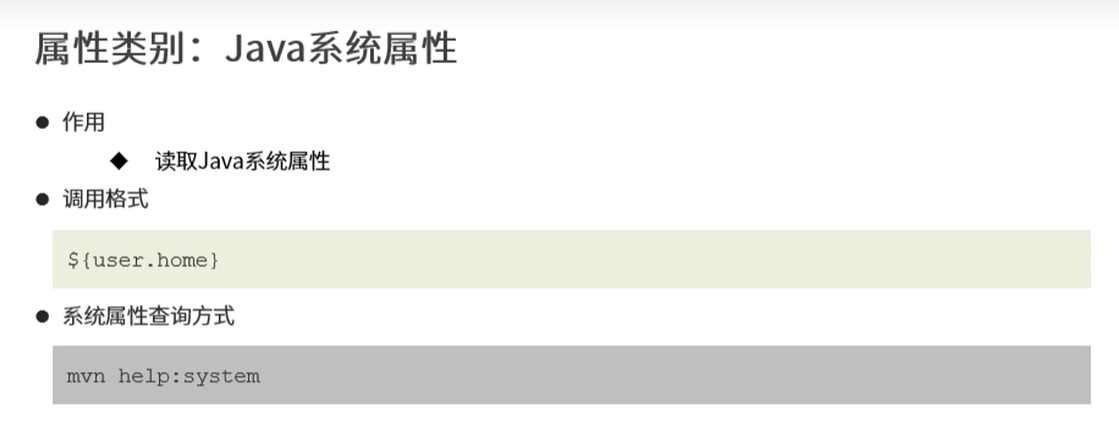 属性类别：Java系统属性
● 作用
◆ 读取Java系统属性
● 调用格式
${user.home}
● 系统属性查询方式
mvn help:system